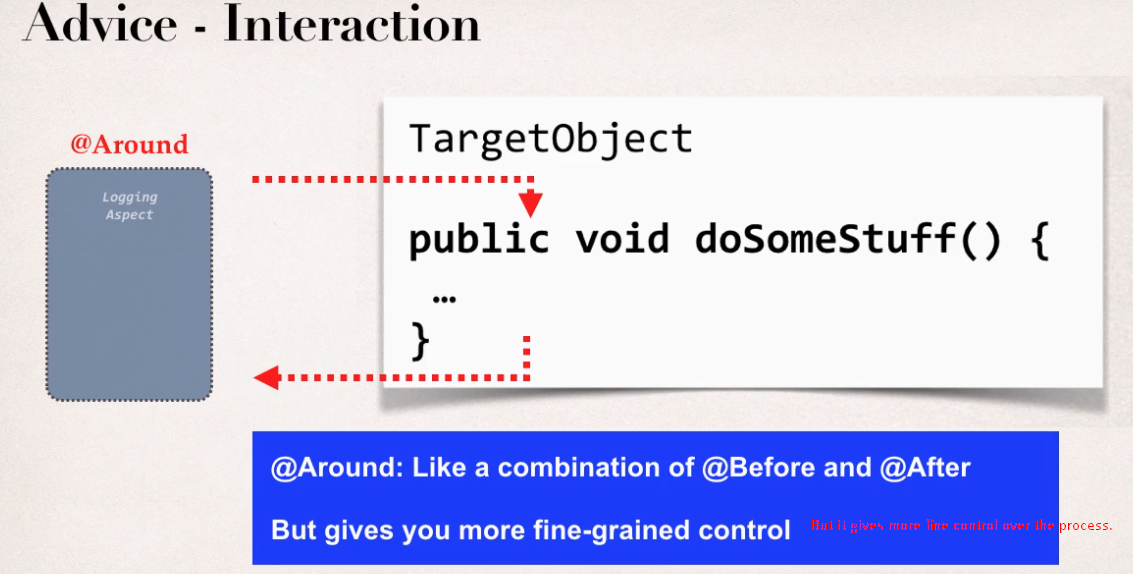 Advice - Interaction
@Around
Logging
Aspect
TargetObject
public void doSomeStuff() {
…
}
@Around: Like a combination of @Before and @After
But gives you more fine-grained control
But it gives more fine control over the process.